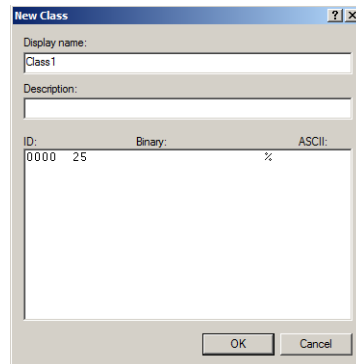 New Class
Display name:
Class1
Description:
ID: Binary: ASCII:
0000 25 %
OK Cancel